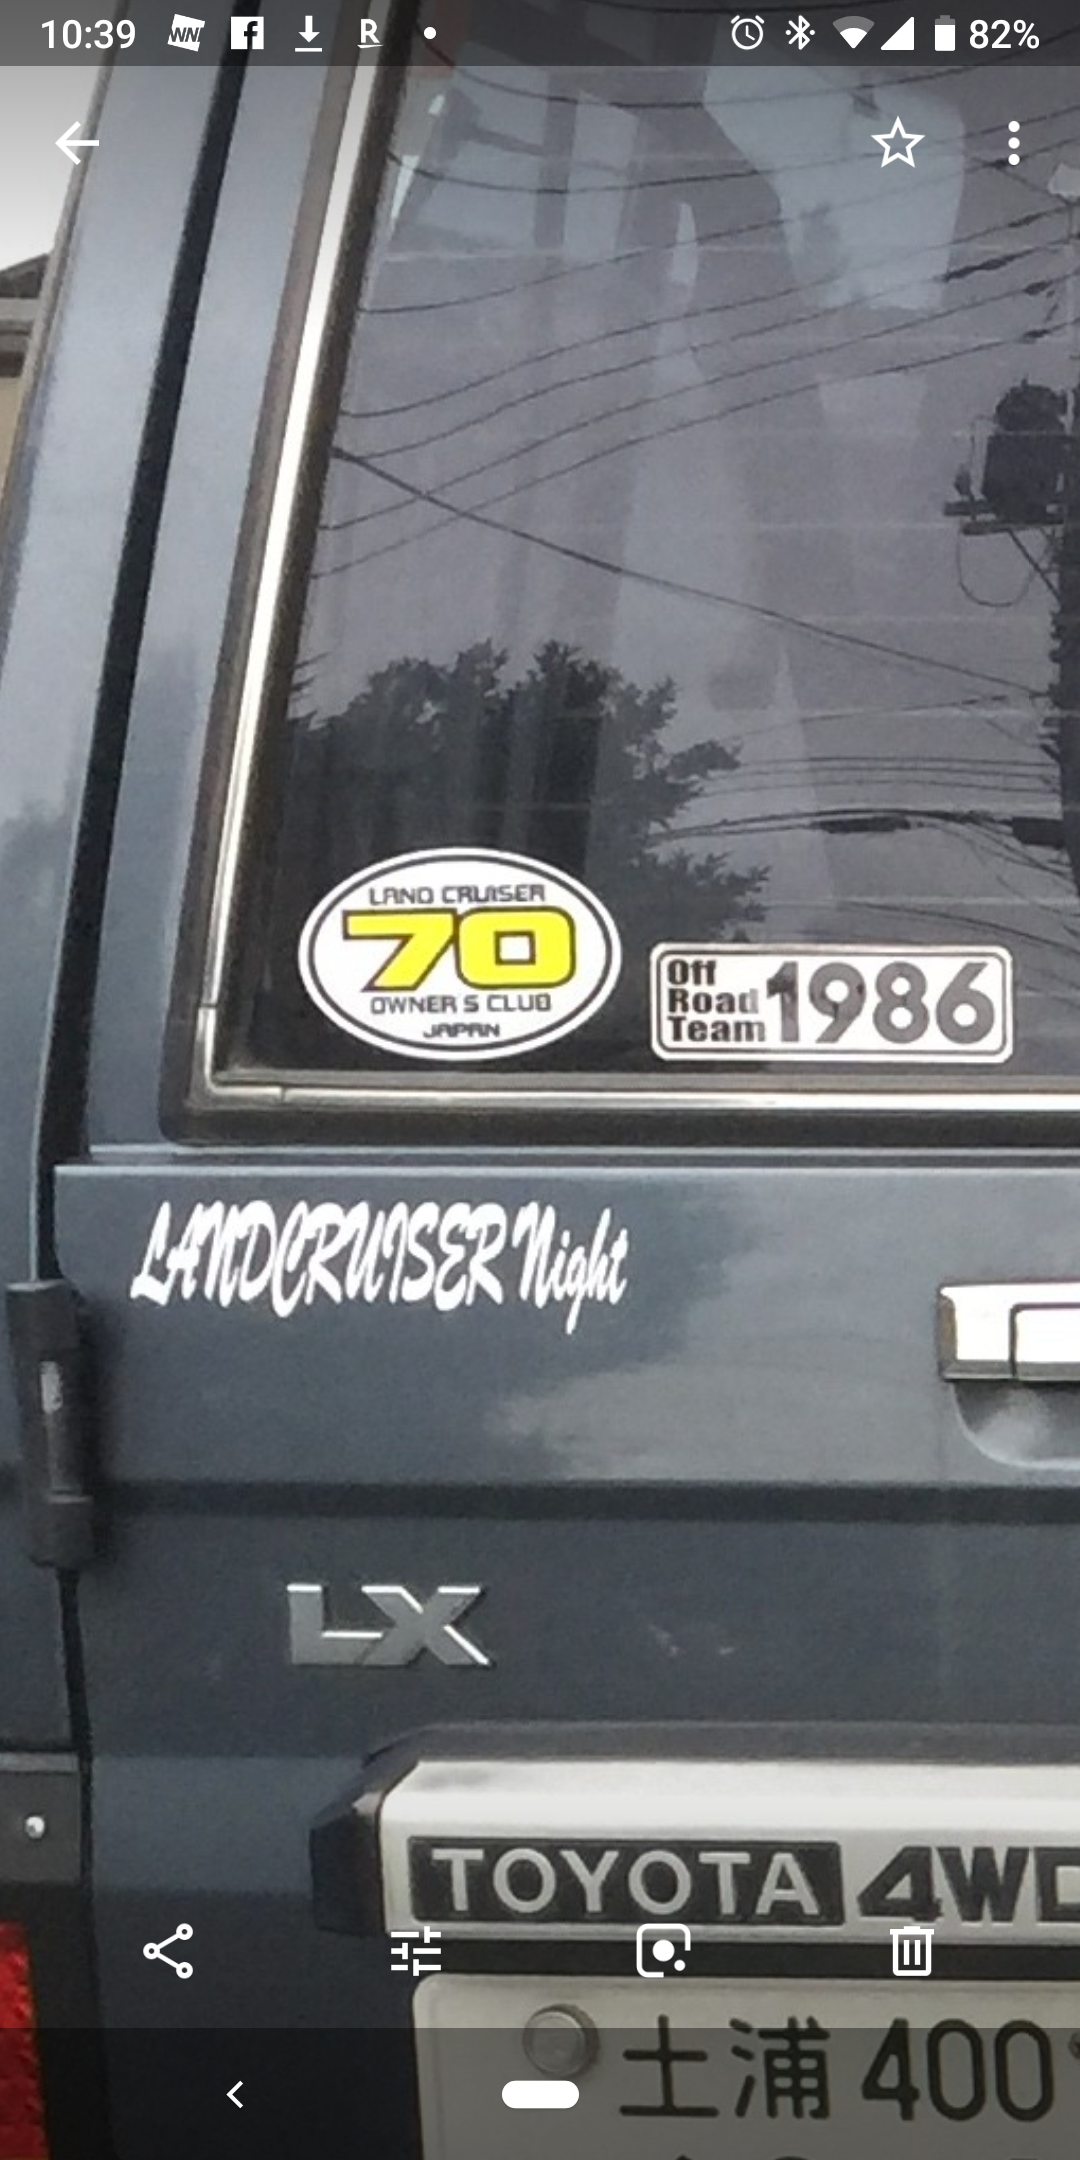 10:39
82%
LAND CRUISER
70
OWNER S CLUB
JAPAN
Off
Road
Team
1986
LANDCRUISER Night
LX
TOYOTA 4WD
土浦 400